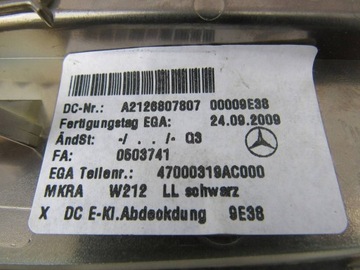 DC-Nr.: A2126807807 00009E38
Fertigungstag EGA: 24.09.2009
ÄndSt: -/ . . /- Q3
FA: 0603741
EGA Teilenr.: 47000319AC000
MKRA W212 LL schwarz
X DC E-Kl.Abdeckdung 9E38